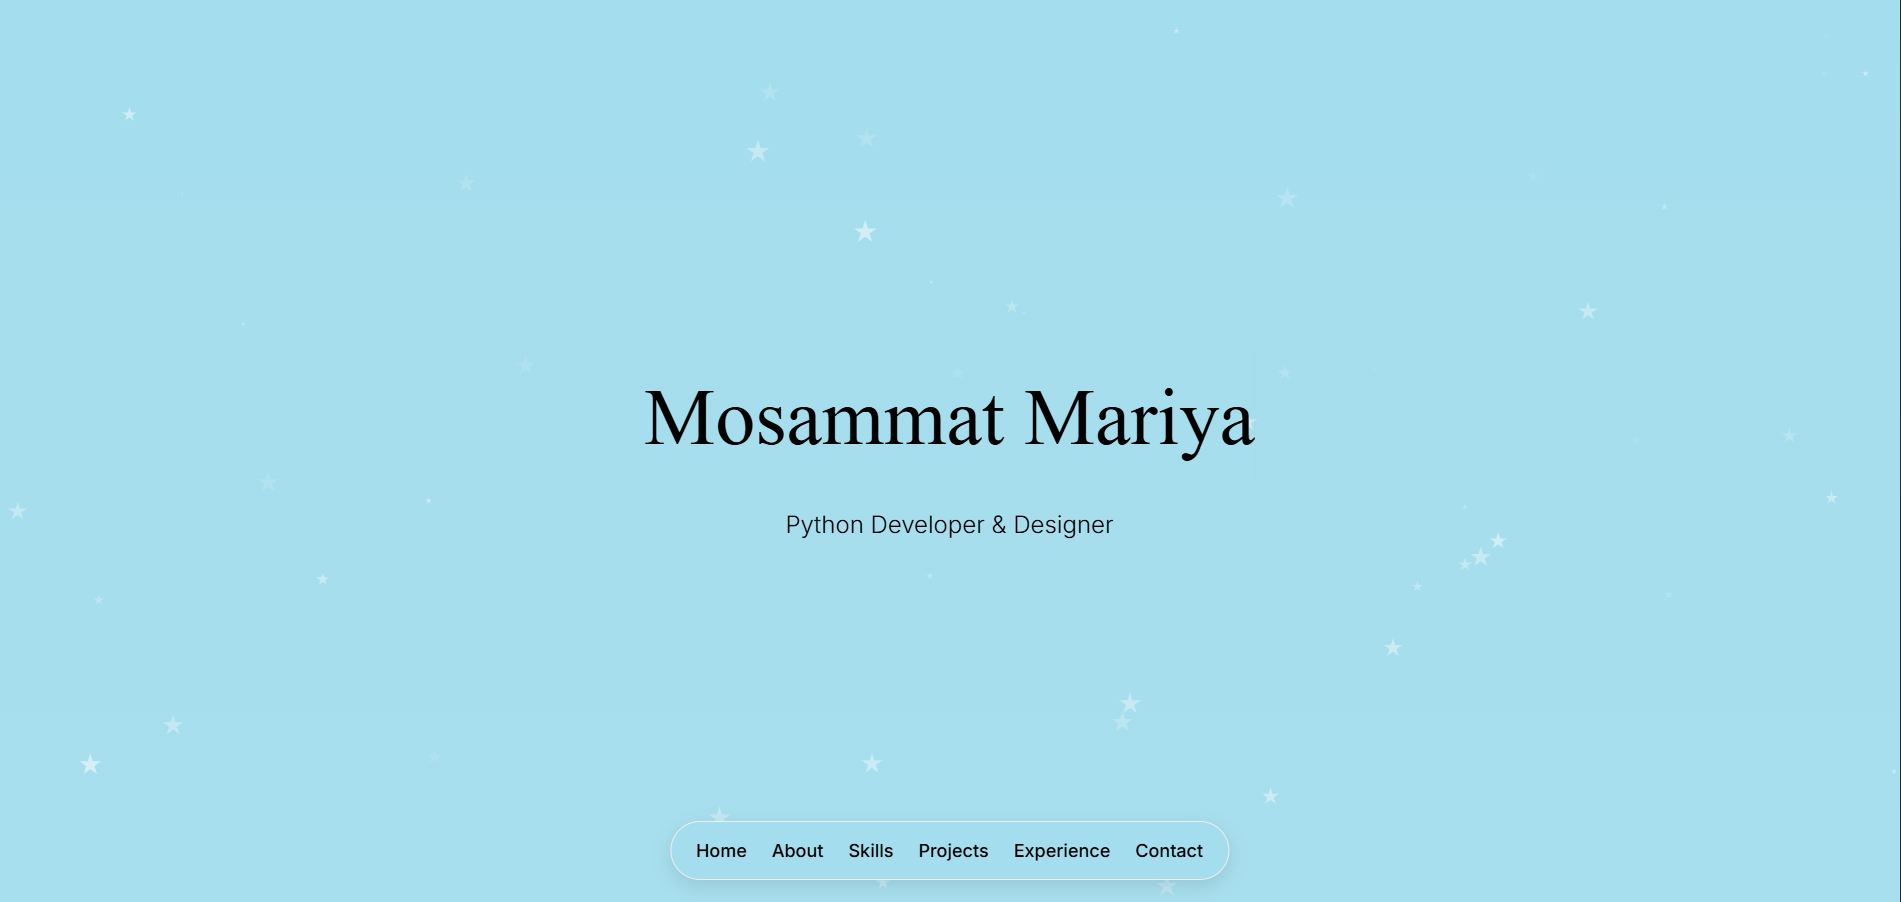 Mosammat Mariya
Python Developer & Designer
Home About Skills Projects Experience Contact